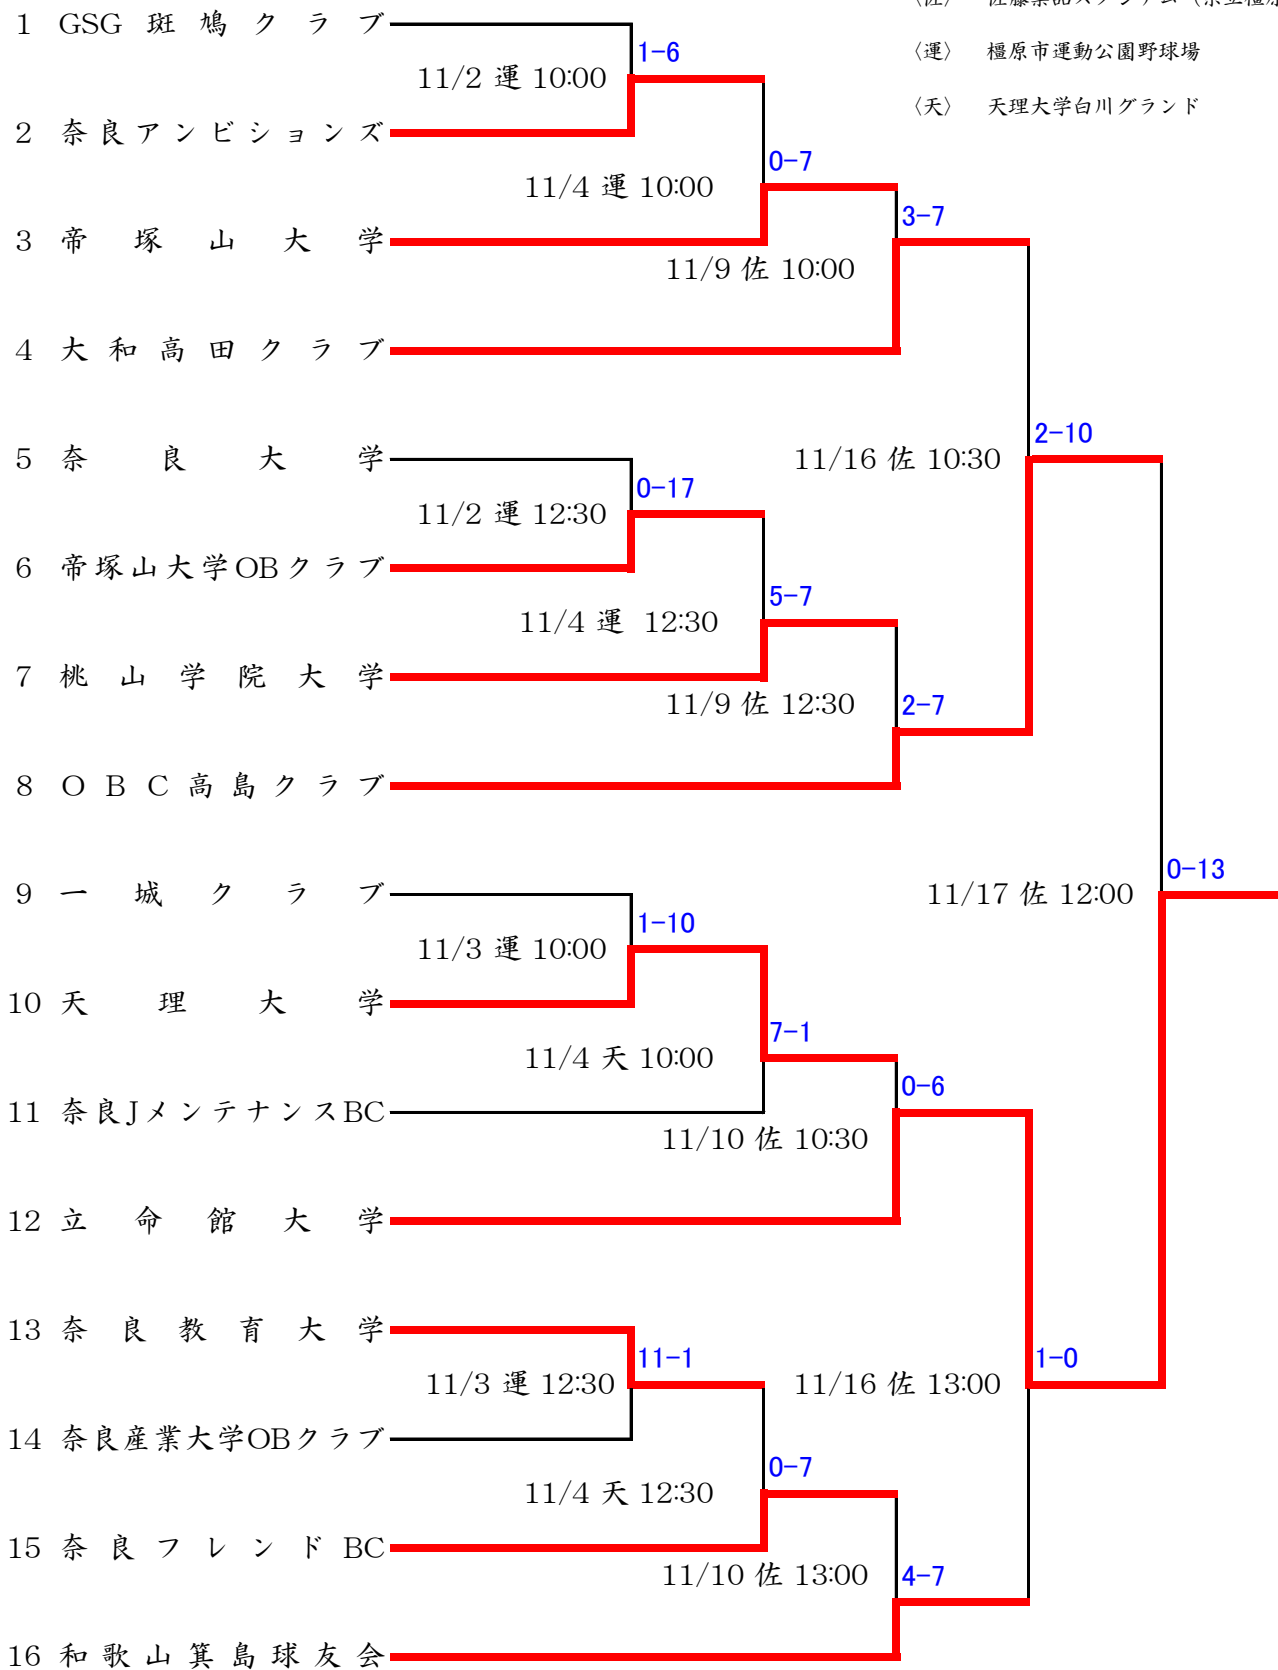 1 GSG 斑鳩クラブ
〈運〉 橿原市運動公園野球場
1-6
11/2 運 10:00
〈天〉 天理大学白川グランド
2 奈良アンビションズ
0-7
11/4 運 10:00
3-7
3 帝塚山大学
11/9 佐 10:00
4 大和高田クラブ
2-10
5 奈良大学
11/16 佐 10:30
0-17
11/2 運 12:30
6 帝塚山大学OBクラブ
5-7
11/4 運 12:30
7 桃山学院大学
11/9 佐 12:30
2-7
8 OBC高島クラブ
0-13
9 一城クラブ
11/17 佐 12:00
1-10
11/3 運 10:00
10 天理大学
7-1
11/4 天 10:00
0-6
11 奈良JメンテナンスBC
11/10 佐 10:30
12 立命館大学
13 奈良教育大学
11-1
1-0
11/3 運 12:30
11/16 佐 13:00
14 奈良産業大学OBクラブ
0-7
11/4 天 12:30
15 奈良フレンドBC
11/10 佐 13:00
4-7
16 和歌山箕島球友会